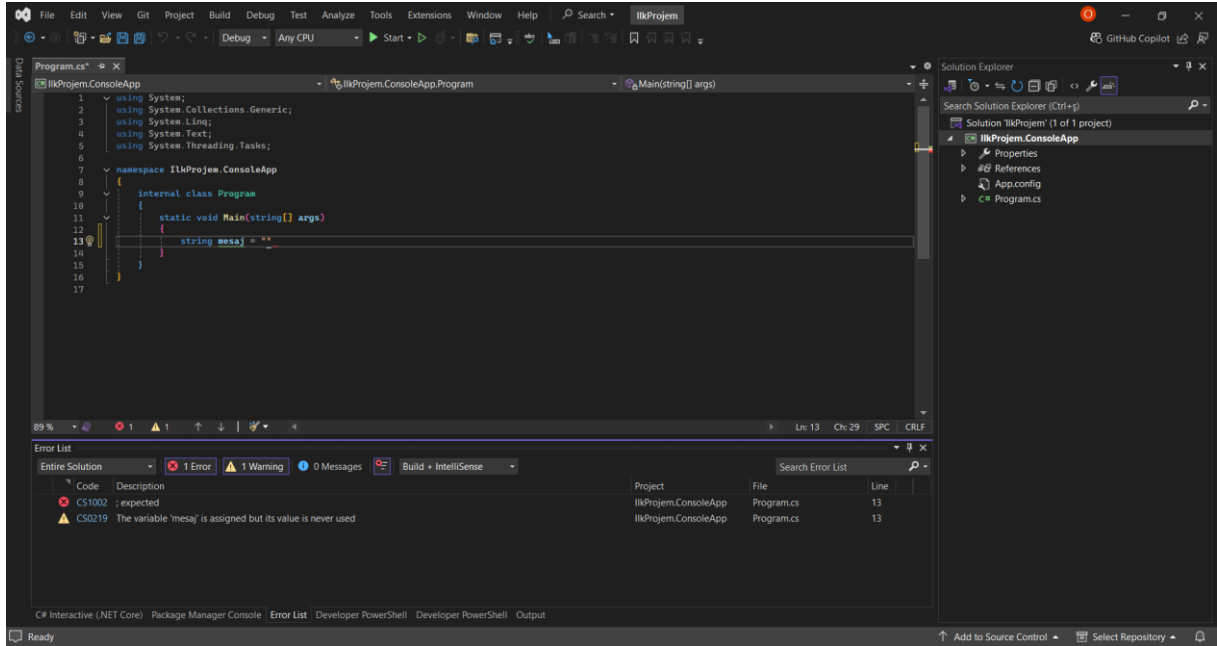 File Edit View Git Project Build Debug Test Analyze Tools Extensions Window Help Search IlkProjem O
Debug Any CPU Start GitHub Copilot
Data Sources
Program.cs*
IlkProjem.ConsoleApp IlkProjem.ConsoleApp.Program Main(string[] args)
1 using System;
2 using System.Collections.Generic;
3 using System.Linq;
4 using System.Text;
5 using System.Threading.Tasks;
6
7 namespace IlkProjem.ConsoleApp
8 {
9 internal class Program
10 {
11 static void Main(string[] args)
12 {
13 string mesaj = ""
14 }
15 }
16 }
17
89 % 1 1 Ln: 13 Ch: 29 SPC CRLF
Error List
Entire Solution 1 Error 1 Warning 0 Messages Build + IntelliSense Search Error List
Code Description Project File Line
CS1002 ; expected IlkProjem.ConsoleApp Program.cs 13
CS0219 The variable 'mesaj' is assigned but its value is never used IlkProjem.ConsoleApp Program.cs 13
C# Interactive (.NET Core) Package Manager Console Error List Developer PowerShell Developer PowerShell Output
Solution Explorer
Search Solution Explorer (Ctrl+ş)
Solution 'IlkProjem' (1 of 1 project)
C# IlkProjem.ConsoleApp
Properties
References
App.config
C# Program.cs
Ready Add to Source Control Select Repository